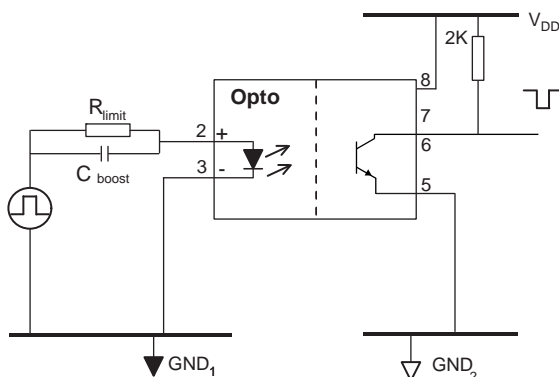 V_DD
2K
8
Opto
7
R_limit
2
+
6
3
-
C boost
5
GND_1
GND_2